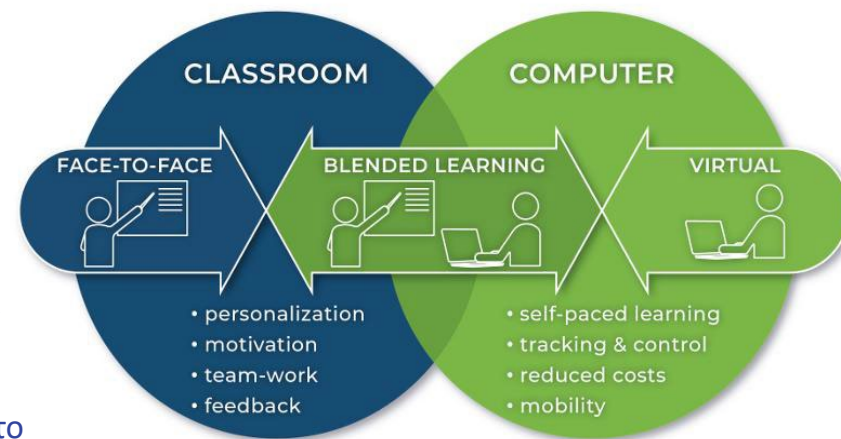 CLASSROOM
COMPUTER
FACE-TO-FACE
BLENDED LEARNING
VIRTUAL
• personalization
• motivation
• team-work
• feedback
• self-paced learning
• tracking & control
• reduced costs
• mobility
to